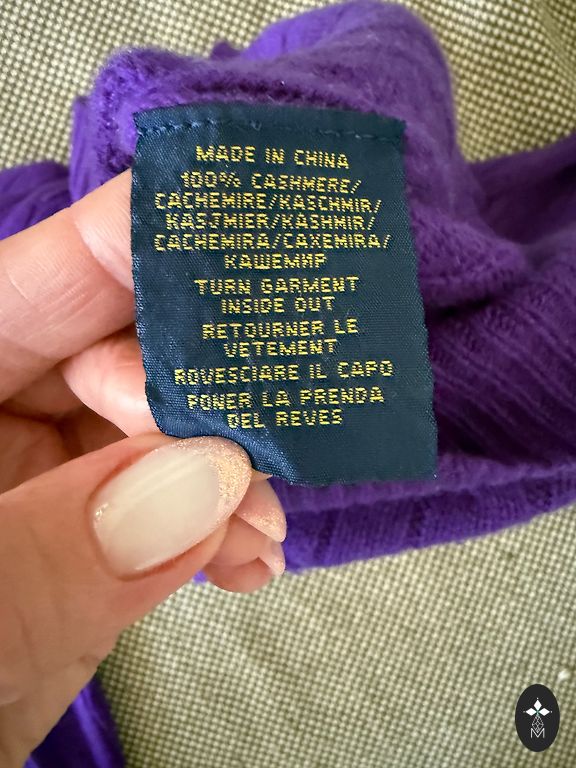 MADE IN CHINA
100% CASHMERE/
CACHEMIRE/KASCHMIR/
KASJMIER/KASHMIR/
CACHEMIRA/CAXEMIRA/
КАШЕМИР
TURN GARMENT
INSIDE OUT
RETOURNER LE
VETEMENT
ROVESCIARE IL CAPO
PONER LA PRENDA
DEL REVES
M